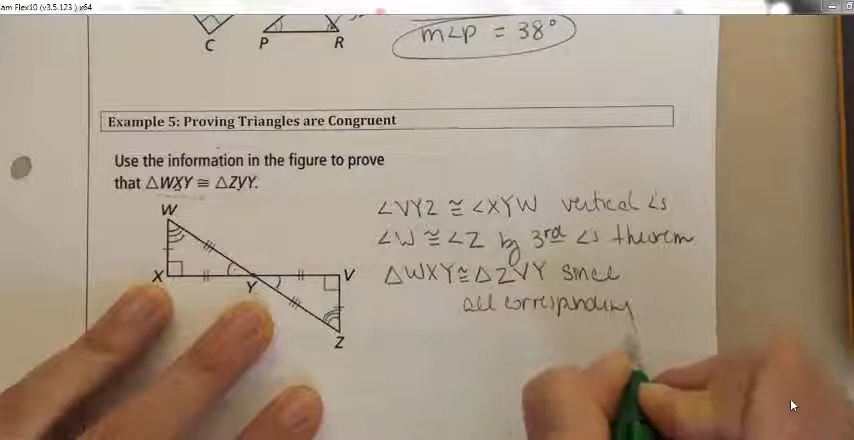 am Flex10 (v3.5.123 ) x64
C P R
m∠P = 38°
Example 5: Proving Triangles are Congruent
Use the information in the figure to prove
that △WXY ≅ △ZVY.
W
X Y V
Z
∠VYZ ≅ ∠XYW vertical ∠s
∠W ≅ ∠Z by 3rd ∠s theorem
△WXY ≅ △ZVY since
all corresponding